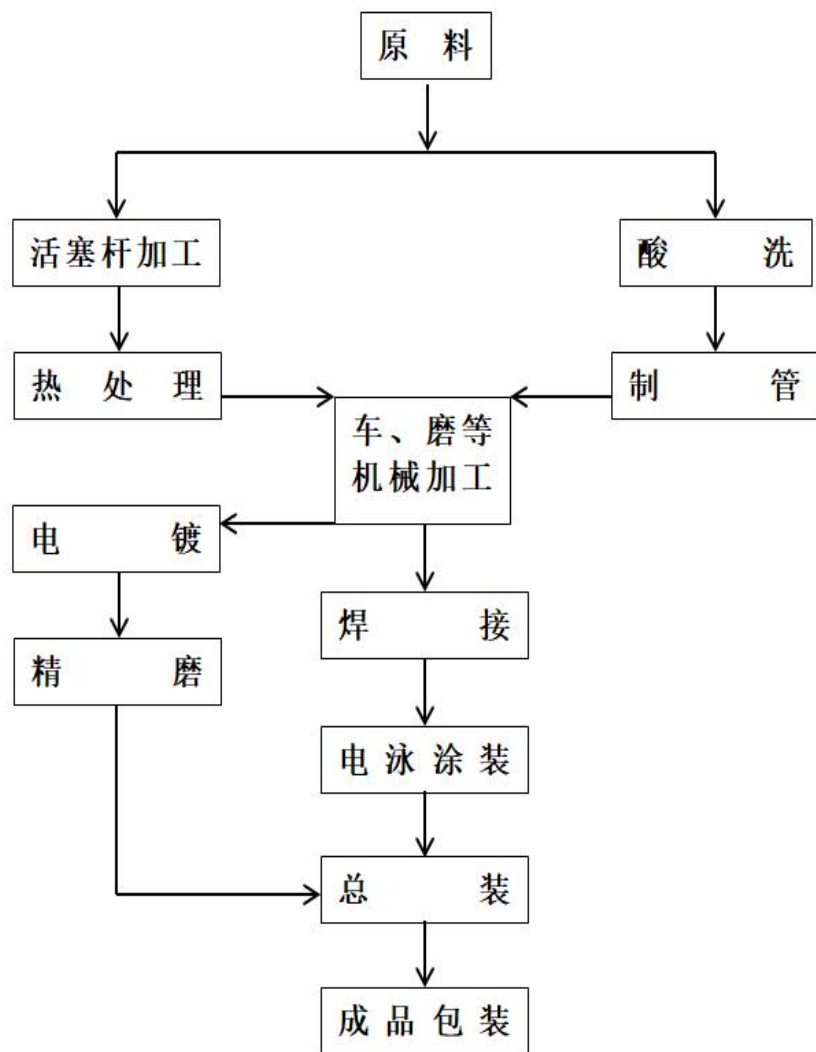 原料
活塞杆加工
酸洗
热处理
制管
车、磨等
机械加工
电镀
焊接
精磨
电泳涂装
总装
成品包装